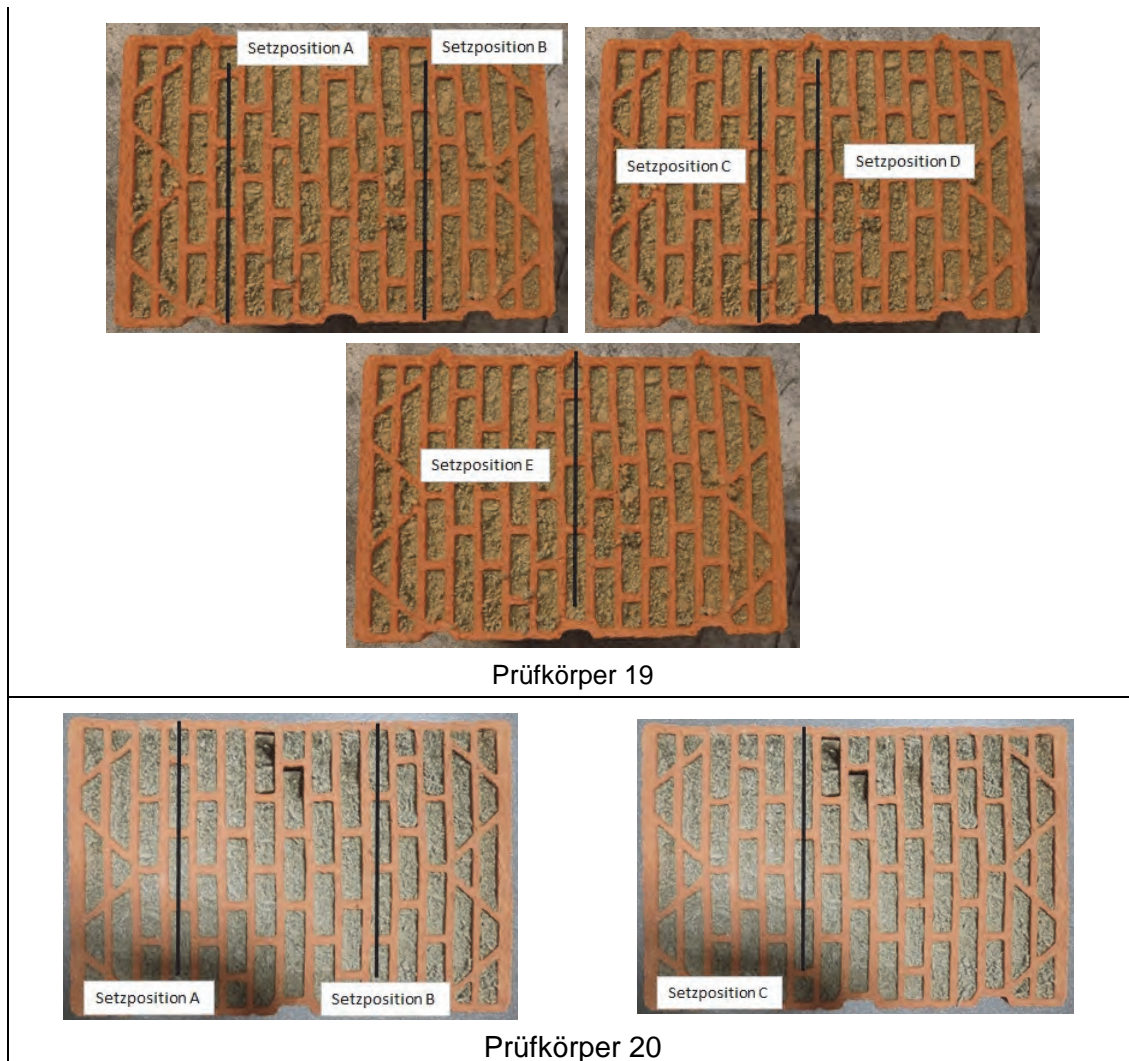 Setzposition A
Setzposition B
Setzposition C
Setzposition D
Setzposition E
Prüfkörper 19
Setzposition A
Setzposition B
Setzposition C
Prüfkörper 20